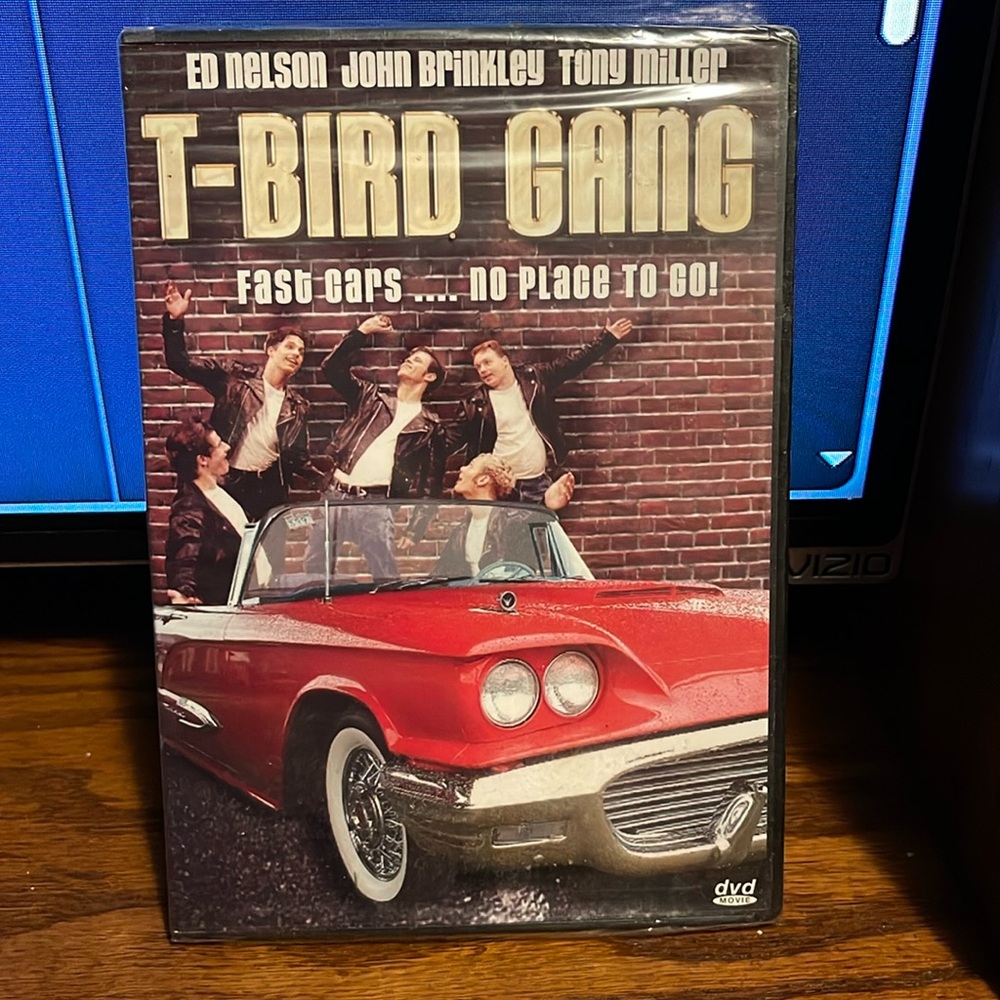 ED NELSON JOHN BRINKLEY TONY MILLER
T-BIRD GANG
FAST CARS .... NO PLACE TO GO!
VIZIO
DVD
MOVIE